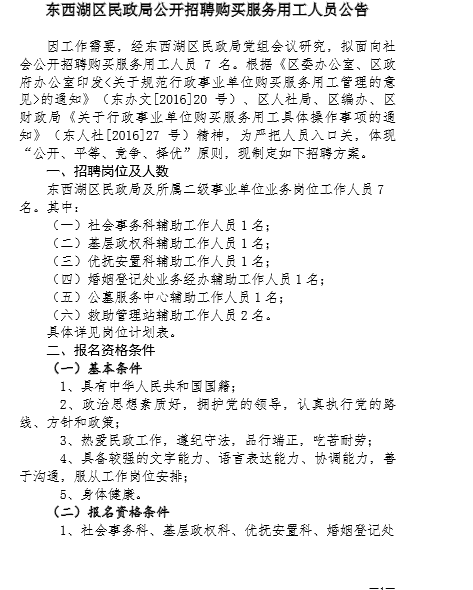 东西湖区民政局公开招聘购买服务用工人员公告
因工作需要，经东西湖区民政局党组会议研究，拟面向社
会公开招聘购买服务用工人员 7 名。根据《区委办公室、区政
府办公室印发<关于规范行政事业单位购买服务用工管理的意
见>的通知》（东办文[2016]20 号）、区人社局、区编办、区
财政局《关于行政事业单位购买服务用工具体操作事项的通
知》（东人社[2016]27 号）精神，为严把人员入口关，体现
“公开、平等、竞争、择优”原则，现制定如下招聘方案。
一、招聘岗位及人数
东西湖区民政局及所属二级事业单位业务岗位工作人员 7
名。其中：
（一）社会事务科辅助工作人员 1 名；
（二）基层政权科辅助工作人员 1 名；
（三）优抚安置科辅助工作人员 1 名；
（四）婚姻登记处业务经办辅助工作人员 1 名；
（五）公墓服务中心辅助工作人员 1 名；
（六）救助管理站辅助工作人员 2 名。
具体详见岗位计划表。
二、报名资格条件
（一）基本条件
1、具有中华人民共和国国籍；
2、政治思想素质好，拥护党的领导，认真执行党的路
线、方针和政策；
3、热爱民政工作，遵纪守法，品行端正，吃苦耐劳；
4、具备较强的文字能力、语言表达能力、协调能力，善
于沟通，服从工作岗位安排；
5、身体健康。
（二）报名资格条件
1、社会事务科、基层政权科、优抚安置科、婚姻登记处